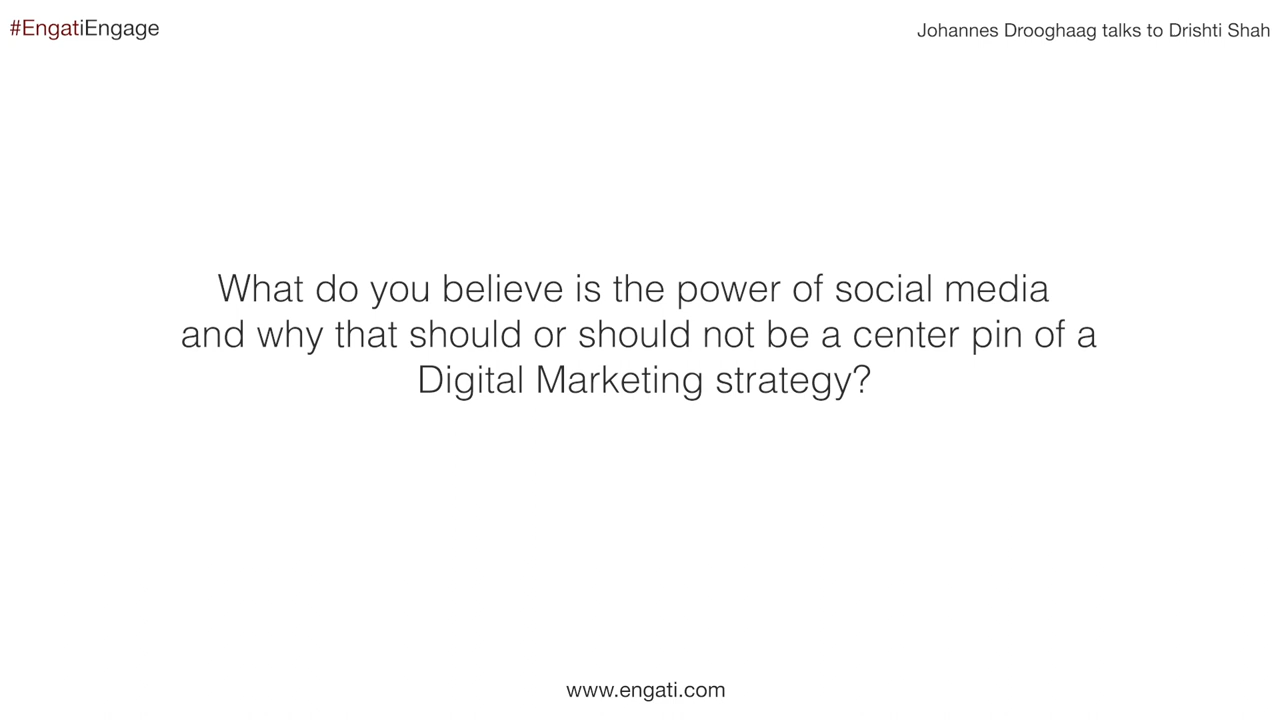 #EngatiEngage
Johannes Drooghaag talks to Drishti Shah
What do you believe is the power of social media
and why that should or should not be a center pin of a
Digital Marketing strategy?
www.engati.com